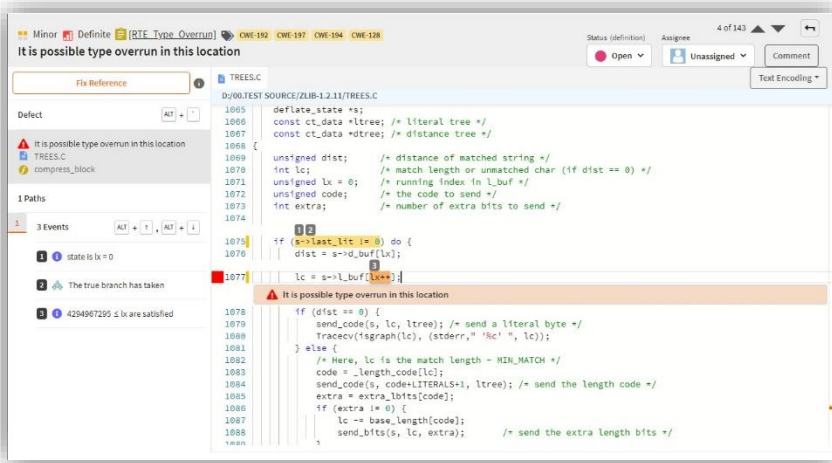 Minor Definite [RTE_Type_Overrun] CWE-192 CWE-197 CWE-194 CWE-128
It is possible type overrun in this location
Status (definition) Assignee 4 of 143
Open Unassigned Comment
Fix Reference
TREES.C
Text Encoding
D:/00.TEST SOURCE/ZLIB-1.2.11/TREES.C
Defect ALT + '
It is possible type overrun in this location
TREES.C
compress_block
1 Paths
1 3 Events ALT + ↑ , ALT + ↓
1 state is lx = 0
2 The true branch has taken
3 4294967295 ≤ lx are satisfied
1065 deflate_state *s;
1066 const ct_data *ltree; /* literal tree */
1067 const ct_data *dtree; /* distance tree */
1068 {
1069 unsigned dist; /* distance of matched string */
1070 int lc; /* match length or unmatched char (if dist == 0) */
1071 unsigned lx = 0; /* running index in l_buf */
1072 unsigned code; /* the code to send */
1073 int extra; /* number of extra bits to send */
1074
1 2
1075 if (s->last_lit != 0) do {
1076 dist = s->d_buf[lx];
3
1077 lc = s->l_buf[lx++];
It is possible type overrun in this location
1078 if (dist == 0) {
1079 send_code(s, lc, ltree); /* send a literal byte */
1080 Tracecv(isgraph(lc), (stderr," '%c' ", lc));
1081 } else {
1082 /* Here, lc is the match length - MIN_MATCH */
1083 code = _length_code[lc];
1084 send_code(s, code+LITERALS+1, ltree); /* send the length code */
1085 extra = extra_lbits[code];
1086 if (extra != 0) {
1087 lc -= base_length[code];
1088 send_bits(s, lc, extra); /* send the extra length bits */
1089 }